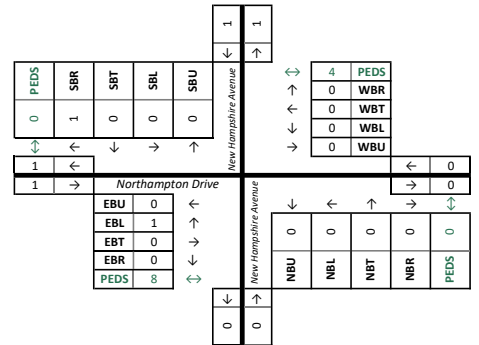 1 1
↓ ↑
New Hampshire Avenue
PEDS SBR SBT SBL SBU
0 1 0 0 0
↕ ← ↓ → ↑
↔ 4 PEDS
↑ 0 WBR
← 0 WBT
↓ 0 WBL
→ 0 WBU
1 ←
← 0
1 → Northampton Drive
→ 0
EBU 0 ←
EBL 1 ↑
EBT 0 →
EBR 0 ↓
PEDS 8 ↔
New Hampshire Avenue
↓ ← ↑ → ↕
0 0 0 0 0
NBU NBL NBT NBR PEDS
↓ ↑
0 0